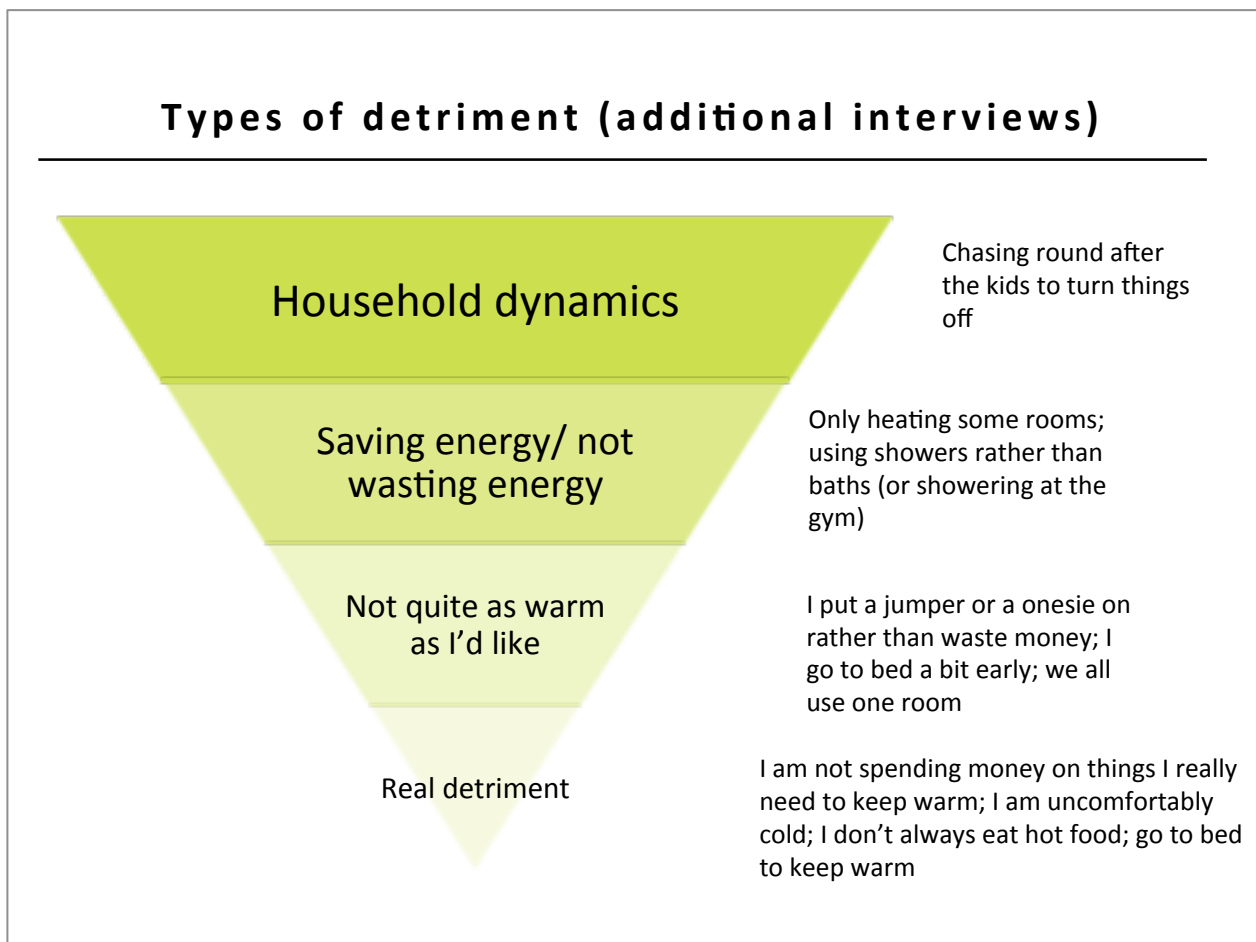 Types of detriment (additional interviews)
Household dynamics
Chasing round after
the kids to turn things
off
Saving energy/ not
wasting energy
Only heating some rooms;
using showers rather than
baths (or showering at the
gym)
Not quite as warm
as I’d like
I put a jumper or a onesie on
rather than waste money; I
go to bed a bit early; we all
use one room
Real detriment
I am not spending money on things I really
need to keep warm; I am uncomfortably
cold; I don’t always eat hot food; go to bed
to keep warm